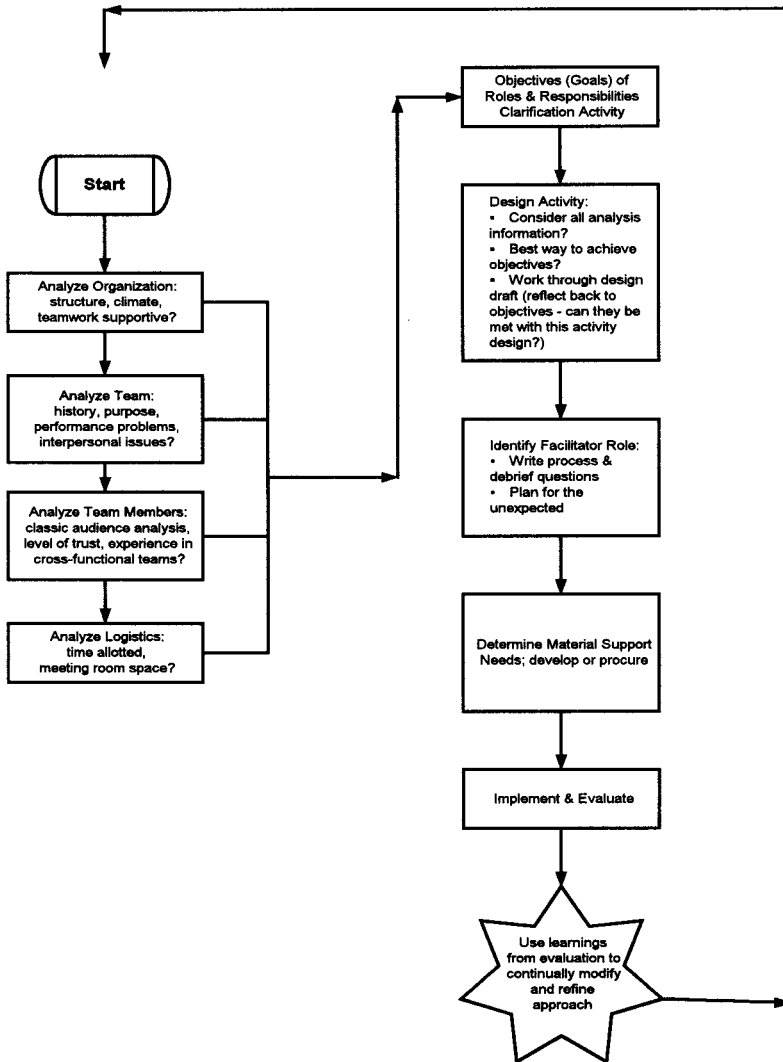 Start
Analyze Organization:
structure, climate,
teamwork supportive?
Analyze Team:
history, purpose,
performance problems,
interpersonal issues?
Analyze Team Members:
classic audience analysis,
level of trust, experience in
cross-functional teams?
Analyze Logistics:
time allotted,
meeting room space?
Objectives (Goals) of
Roles & Responsibilities
Clarification Activity
Design Activity:
• Consider all analysis
information?
• Best way to achieve
objectives?
• Work through design
draft (reflect back to
objectives - can they be
met with this activity
design?)
Identify Facilitator Role:
• Write process &
debrief questions
• Plan for the
unexpected
Determine Material Support
Needs; develop or procure
Implement & Evaluate
Use learnings
from evaluation to
continually modify
and refine
approach